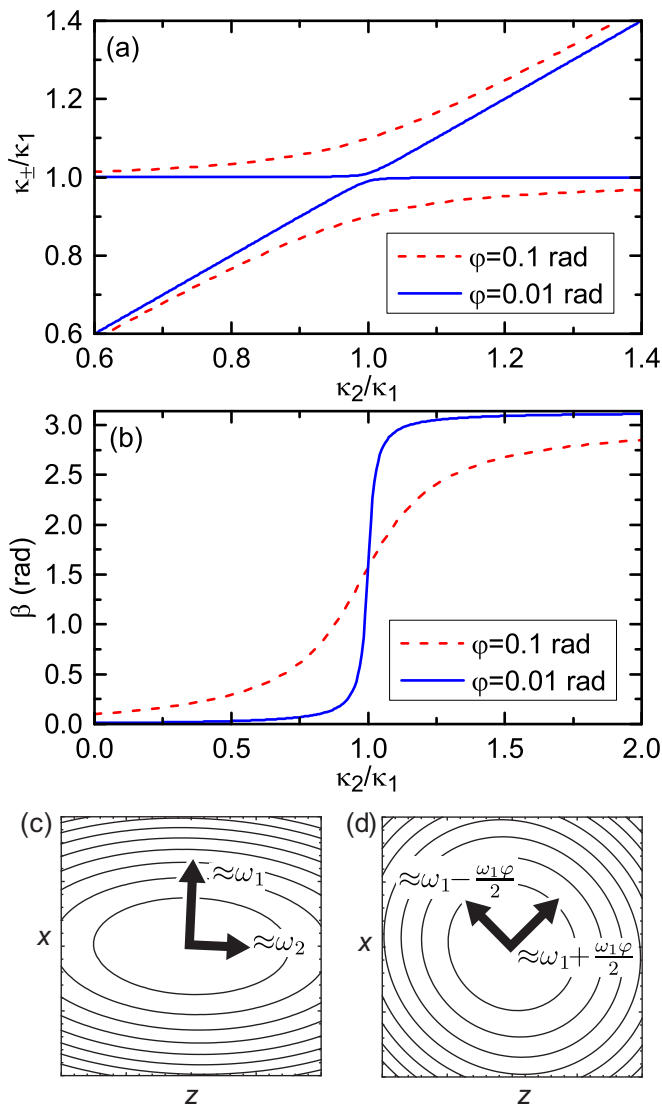 (a)
κ±/κ1
1.4
1.2
1.0
0.8
0.6
φ=0.1 rad
φ=0.01 rad
0.6 0.8 1.0 1.2 1.4
κ2/κ1
(b)
β (rad)
3.0
2.5
2.0
1.5
1.0
0.5
0.0
φ=0.1 rad
φ=0.01 rad
0.0 0.5 1.0 1.5 2.0
κ2/κ1
(c)
≈ω1
≈ω2
x
z
(d)
≈ω1−ω1φ/2
≈ω1+ω1φ/2
x
z